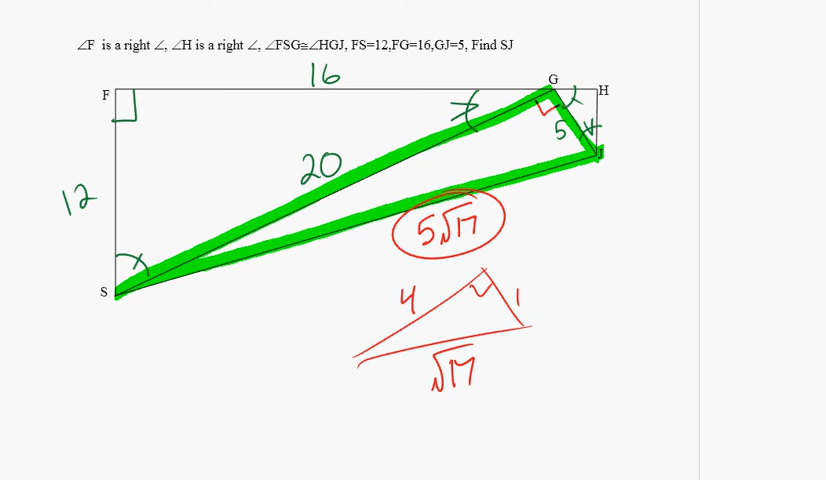 ∠F is a right ∠, ∠H is a right ∠, ∠FSG≅∠HGJ, FS=12,FG=16,GJ=5, Find SJ
16
G
F
H
5
J
20
12
5√17
S
4
1
√17